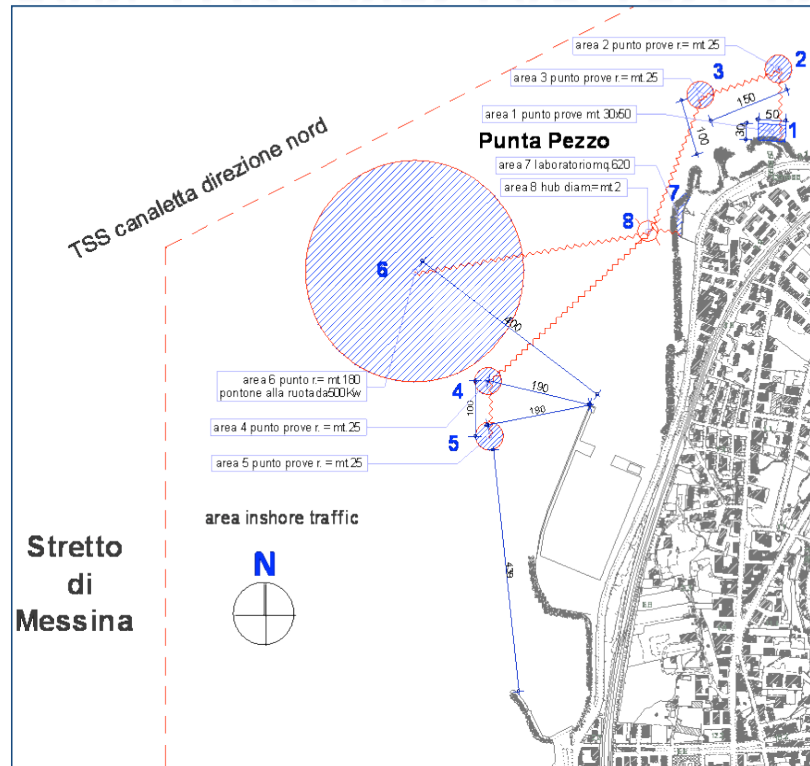 area 2 punto prove r.= mt.25
2
area 3 punto prove r.= mt.25
3
150
area 1 punto prove mt. 30x50
50
30
1
100
Punta Pezzo
TSS canaletta direzione nord
area 7 laboratorio mq.620
7
area 8 hub diam.= mt.2
8
6
400
area 6 punto r.= mt.180
pontone alla ruota da 500 Kw
4
190
100
area 4 punto prove r. = mt.25
190
5
area 5 punto prove r. = mt.25
area inshore traffic
Stretto
di
Messina
N